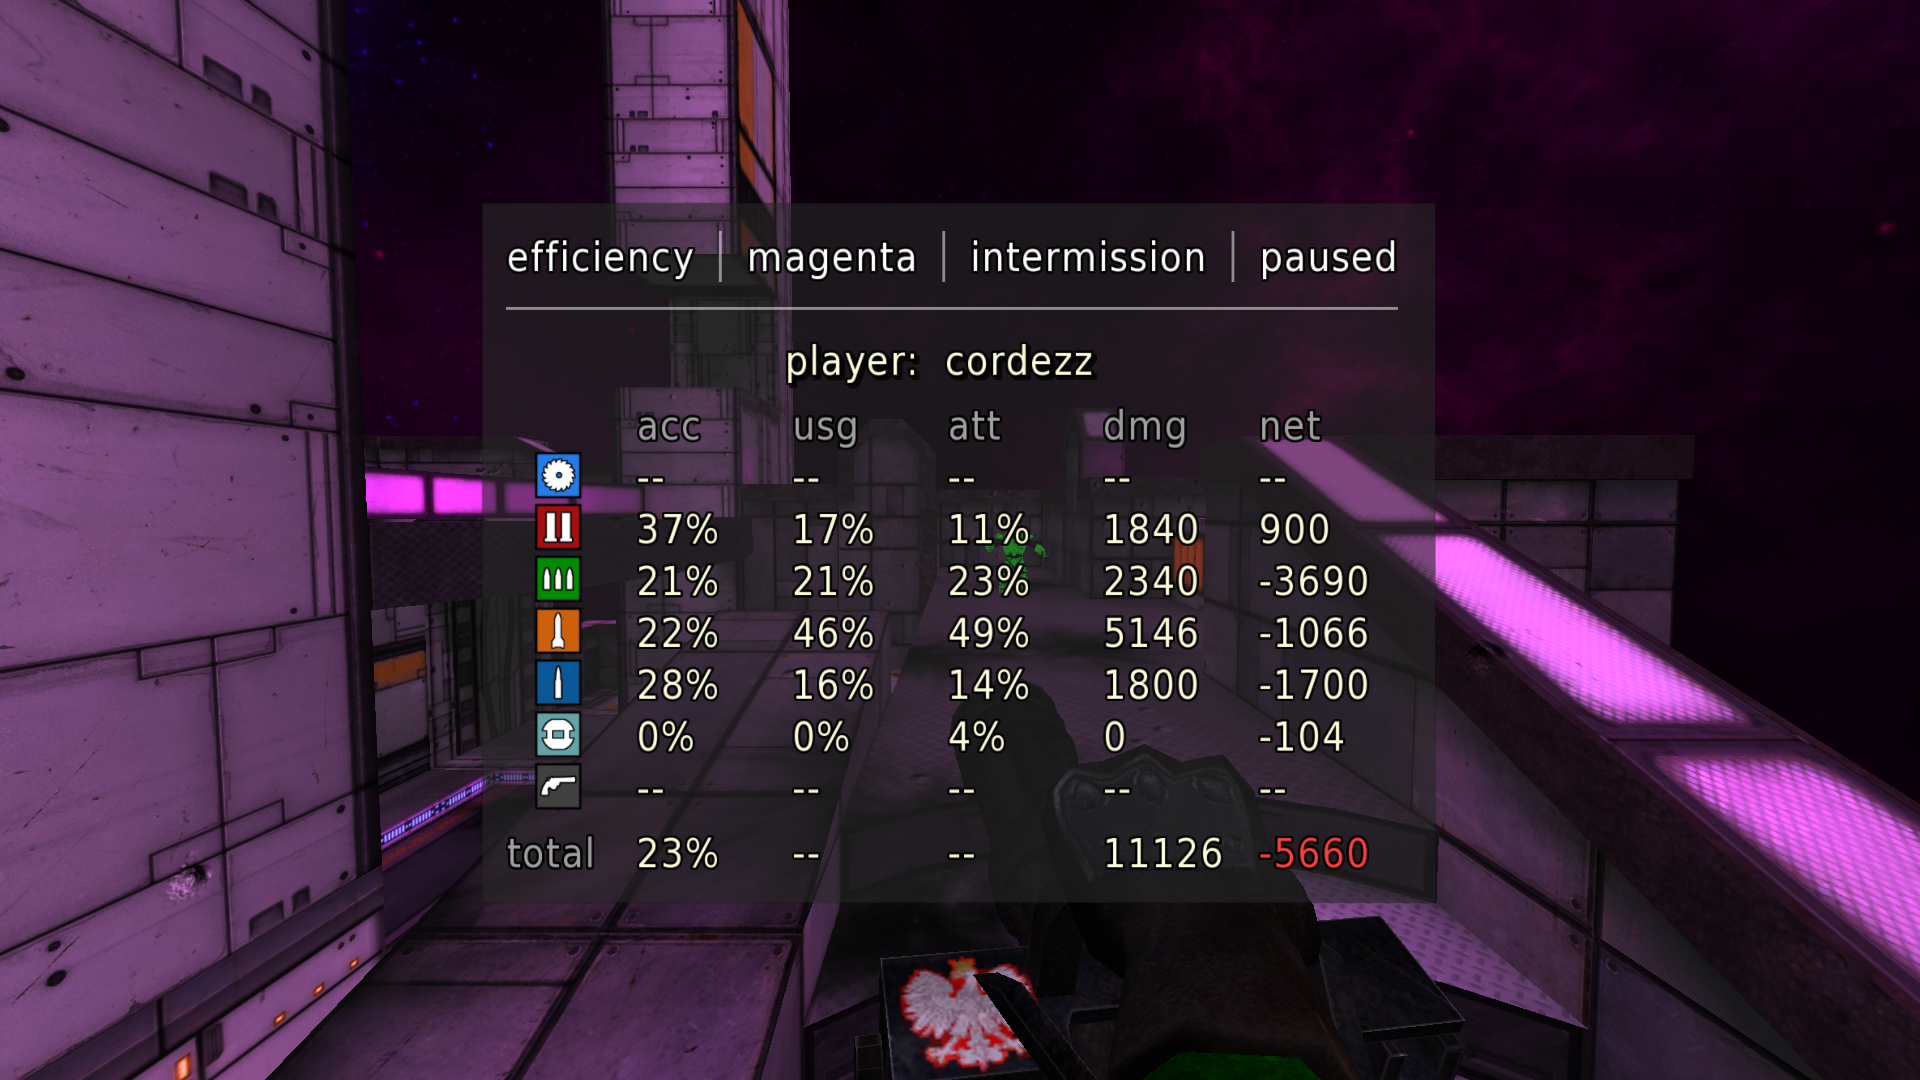 efficiency | magenta | intermission | paused
player: cordezz
acc usg att dmg net
-- -- -- -- --
37% 17% 11% 1840 900
21% 21% 23% 2340 -3690
22% 46% 49% 5146 -1066
28% 16% 14% 1800 -1700
0% 0% 4% 0 -104
-- -- -- -- --
total 23% -- -- 11126 -5660